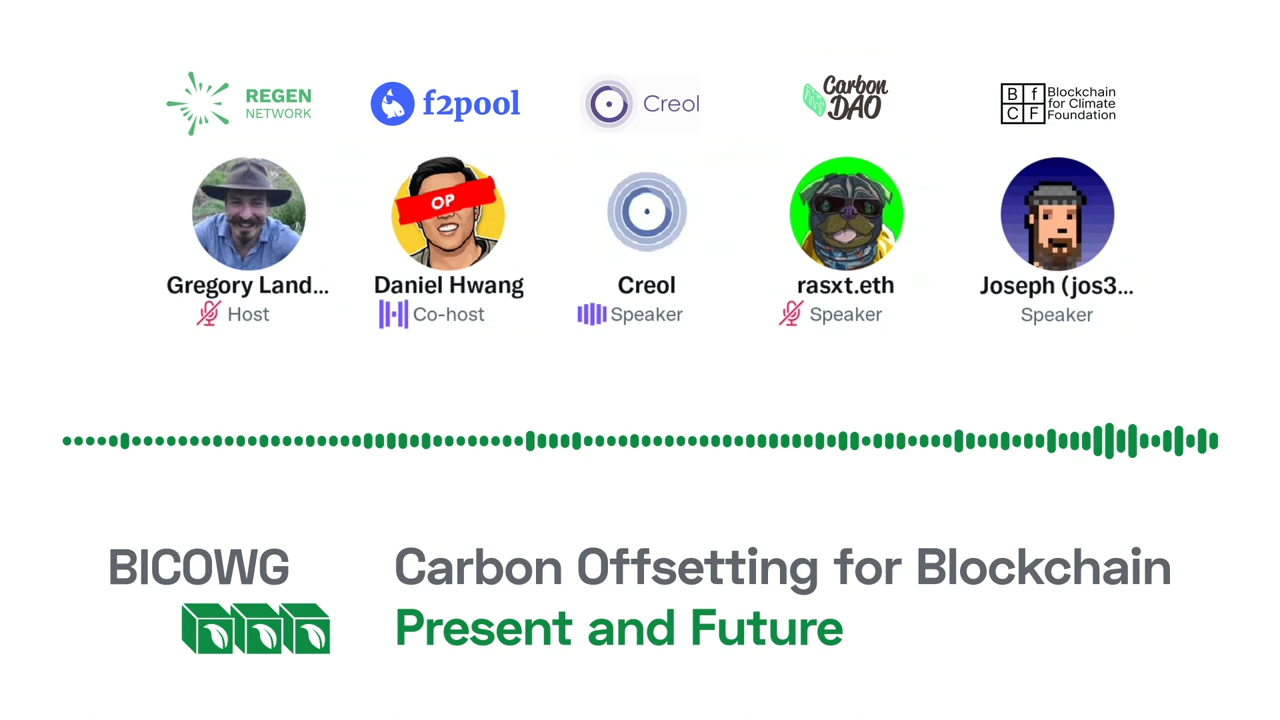 REGEN
NETWORK
f2pool
Creol
Carbon
DAO
B f
C F
Blockchain
for Climate
Foundation
OP
Gregory Land...
Host
Daniel Hwang
Co-host
Creol
Speaker
rasxt.eth
Speaker
Joseph (jos3...
Speaker
BICOWG
Carbon Offsetting for Blockchain
Present and Future